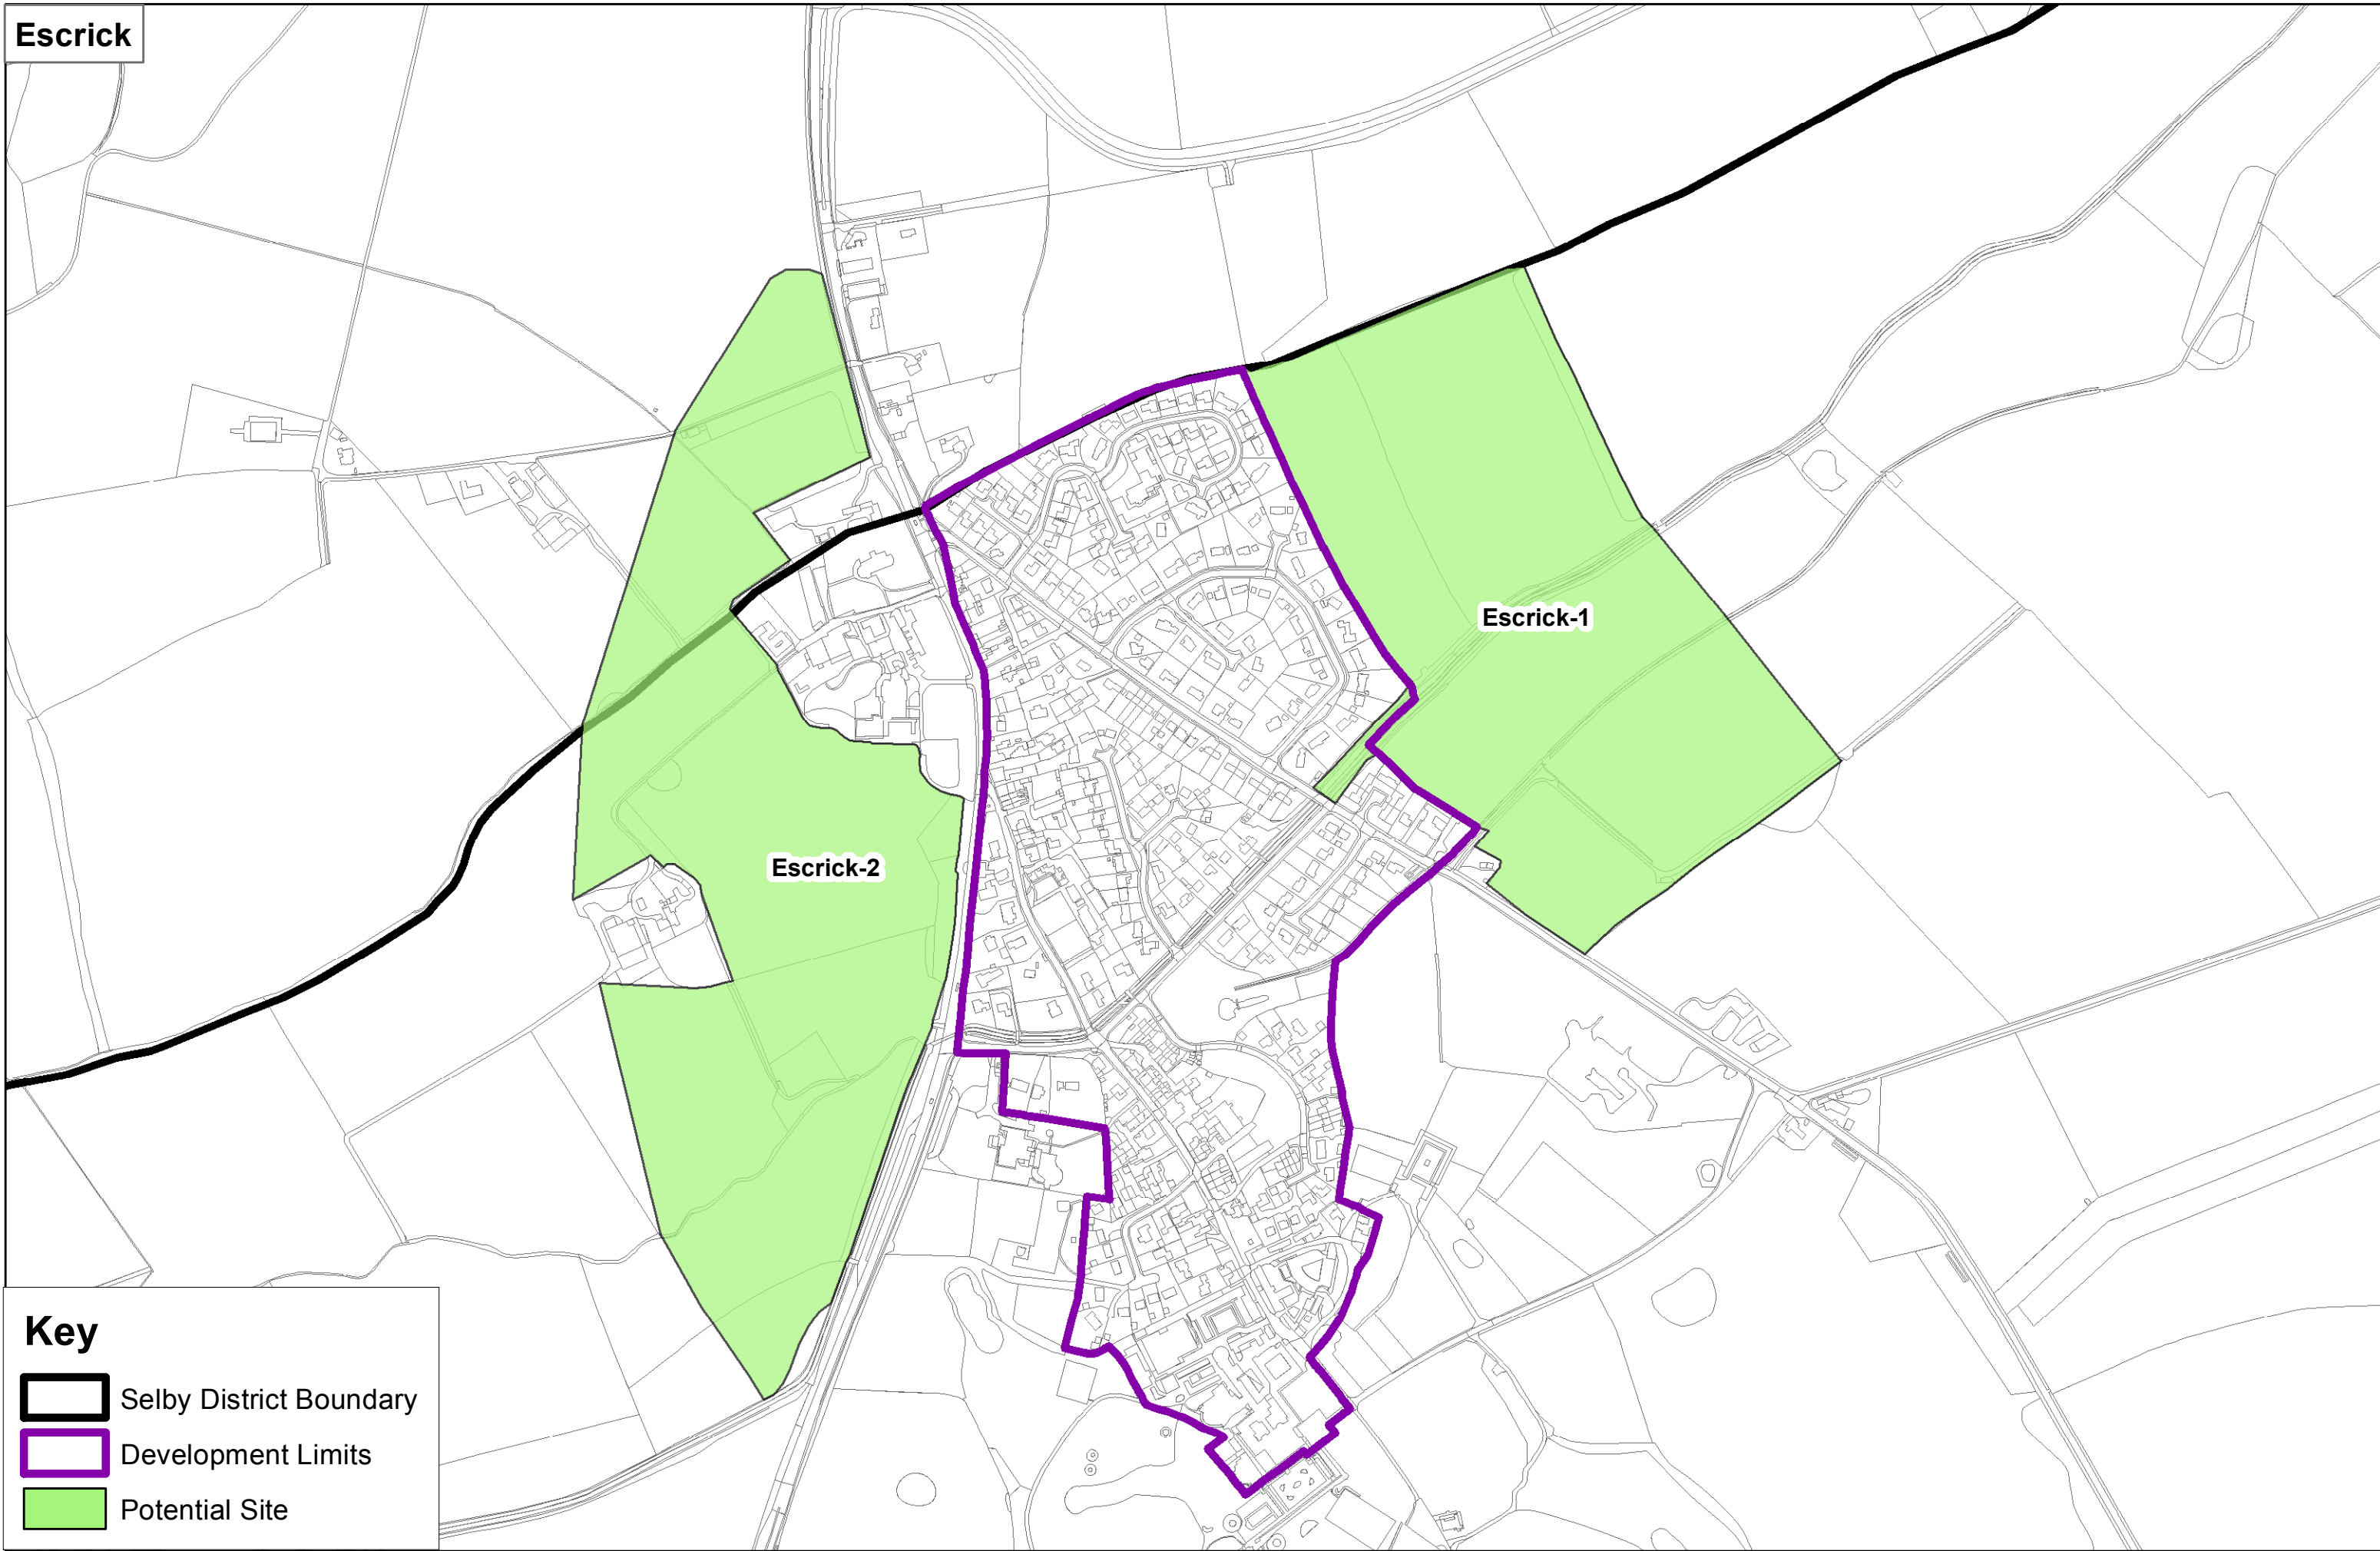 Escrick
Escrick-1
Escrick-2
Key
Selby District Boundary
Development Limits
Potential Site